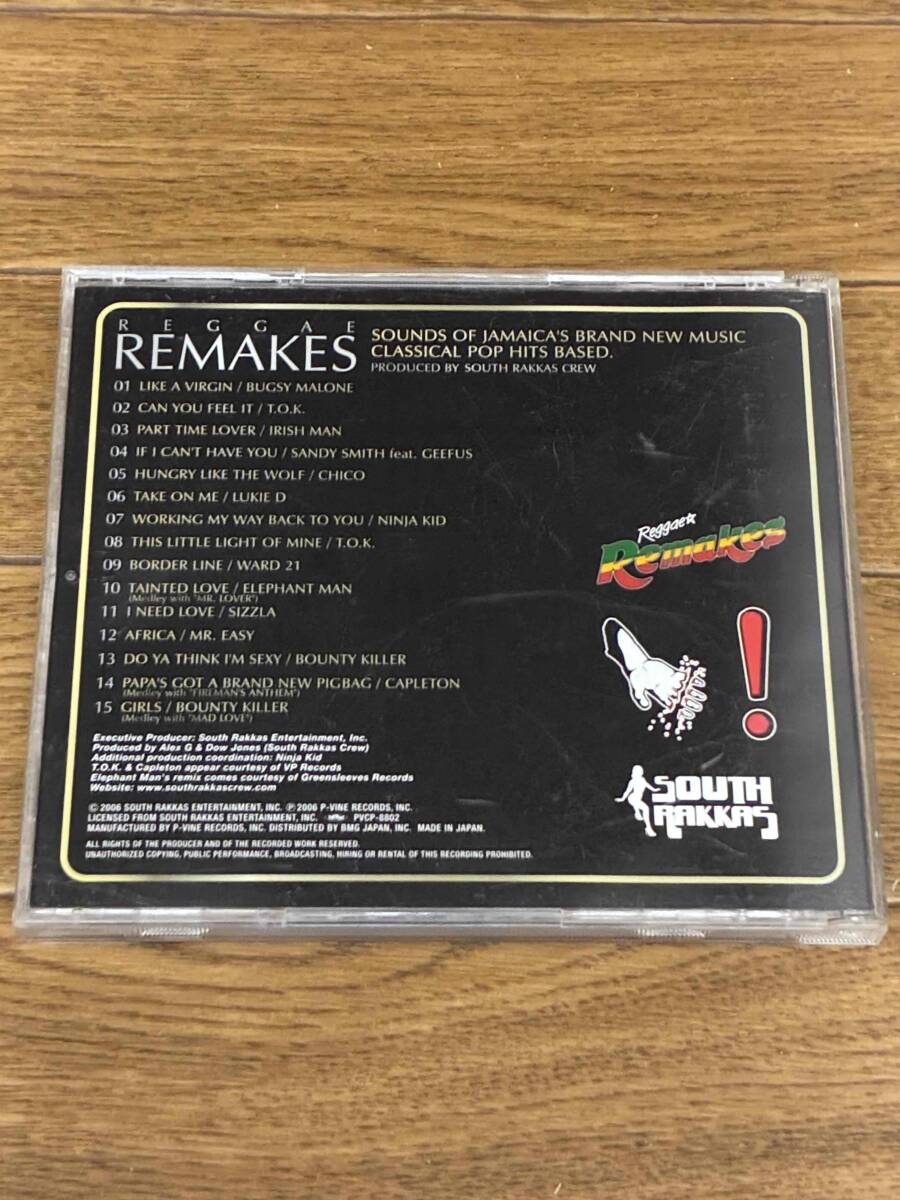 REGGAE
REMAKES
SOUNDS OF JAMAICA'S BRAND NEW MUSIC
CLASSICAL POP HITS BASED.
PRODUCED BY SOUTH RAKKAS CREW
01 LIKE A VIRGIN / BUGSY MALONE
02 CAN YOU FEEL IT / T.O.K.
03 PART TIME LOVER / IRISH MAN
04 IF I CAN'T HAVE YOU / SANDY SMITH feat. GEEFUS
05 HUNGRY LIKE THE WOLF / CHICO
06 TAKE ON ME / LUKIE D
07 WORKING MY WAY BACK TO YOU / NINJA KID
08 THIS LITTLE LIGHT OF MINE / T.O.K.
09 BORDER LINE / WARD 21
10 TAINTED LOVE / ELEPHANT MAN
(Medley with "MR. LOVER")
11 I NEED LOVE / SIZZLA
12 AFRICA / MR. EASY
13 DO YA THINK I'M SEXY / BOUNTY KILLER
14 PAPA'S GOT A BRAND NEW PIGBAG / CAPLETON
(Medley with "FIREMAN'S ANTHEM")
15 GIRLS / BOUNTY KILLER
(Medley with "MAD LOVE")
Executive Producer: South Rakkas Entertainment, Inc.
Produced by Alex G & Dow Jones (South Rakkas Crew)
Additional production coordination: Ninja Kid
T.O.K. & Capleton appear courtesy of VP Records
Elephant Man's remix comes courtesy of Greensleeves Records
Website: www.southrakkascrew.com
© 2006 SOUTH RAKKAS ENTERTAINMENT, INC. ℗ 2006 P-VINE RECORDS, INC.
LICENSED FROM SOUTH RAKKAS ENTERTAINMENT, INC. PVCP-8802
MANUFACTURED BY P-VINE RECORDS, INC. DISTRIBUTED BY BMG JAPAN, INC. MADE IN JAPAN.
ALL RIGHTS OF THE PRODUCER AND OF THE RECORDED WORK RESERVED.
UNAUTHORIZED COPYING, PUBLIC PERFORMANCE, BROADCASTING, HIRING OR RENTAL OF THIS RECORDING PROHIBITED.
Reggae
Remakes
SOUTH
RAKKAS